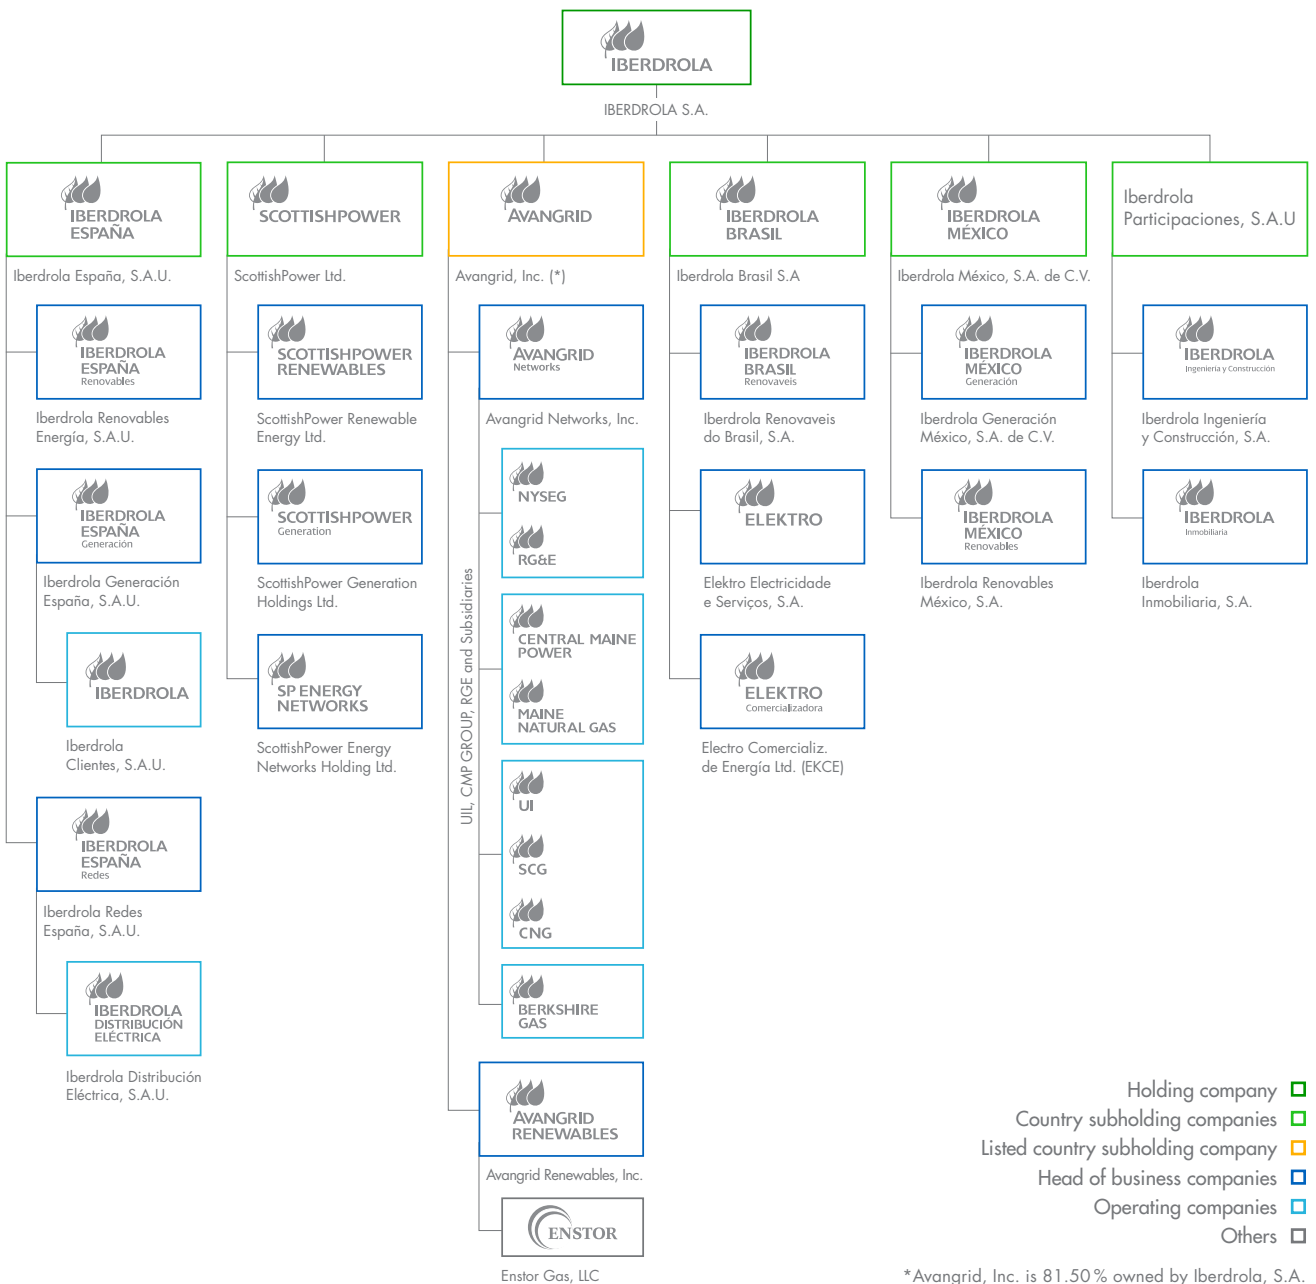 IBERDROLA
IBERDROLA S.A.
IBERDROLA
ESPAÑA
Iberdrola España, S.A.U.
IBERDROLA
ESPAÑA
Renovables
Iberdrola Renovables
Energía, S.A.U.
IBERDROLA
ESPAÑA
Generación
Iberdrola Generación
España, S.A.U.
IBERDROLA
Iberdrola
Clientes, S.A.U.
IBERDROLA
ESPAÑA
Redes
Iberdrola Redes
España, S.A.U.
IBERDROLA
DISTRIBUCIÓN
ELÉCTRICA
Iberdrola Distribución
Eléctrica, S.A.U.
SCOTTISHPOWER
ScottishPower Ltd.
SCOTTISHPOWER
RENEWABLES
ScottishPower Renewable
Energy Ltd.
SCOTTISHPOWER
Generation
ScottishPower Generation
Holdings Ltd.
SP ENERGY
NETWORKS
ScottishPower Energy
Networks Holding Ltd.
AVANGRID
Avangrid, Inc. (*)
AVANGRID
Networks
Avangrid Networks, Inc.
UIL, CMP GROUP, RGE and Subsidiaries
NYSEG
RG&E
CENTRAL MAINE
POWER
MAINE
NATURAL GAS
UI
SCG
CNG
BERKSHIRE
GAS
AVANGRID
RENEWABLES
Avangrid Renewables, Inc.
ENSTOR
Enstor Gas, LLC
IBERDROLA
BRASIL
Iberdrola Brasil S.A
IBERDROLA
BRASIL
Renovaveis
Iberdrola Renovaveis
do Brasil, S.A.
ELEKTRO
Elektro Electricidade
e Serviços, S.A.
ELEKTRO
Comercializadora
Electro Comercializ.
de Energía Ltd. (EKCE)
IBERDROLA
MÉXICO
Iberdrola México, S.A. de C.V.
IBERDROLA
MÉXICO
Generación
Iberdrola Generación
México, S.A. de C.V.
IBERDROLA
MÉXICO
Renovables
Iberdrola Renovables
México, S.A.
Iberdrola
Participaciones, S.A.U
IBERDROLA
Ingeniería y Construcción
Iberdrola Ingeniería
y Construcción, S.A.
IBERDROLA
Inmobiliaria
Iberdrola
Inmobiliaria, S.A.
Holding company
Country subholding companies
Listed country subholding company
Head of business companies
Operating companies
Others
*Avangrid, Inc. is 81.50% owned by Iberdrola, S.A.